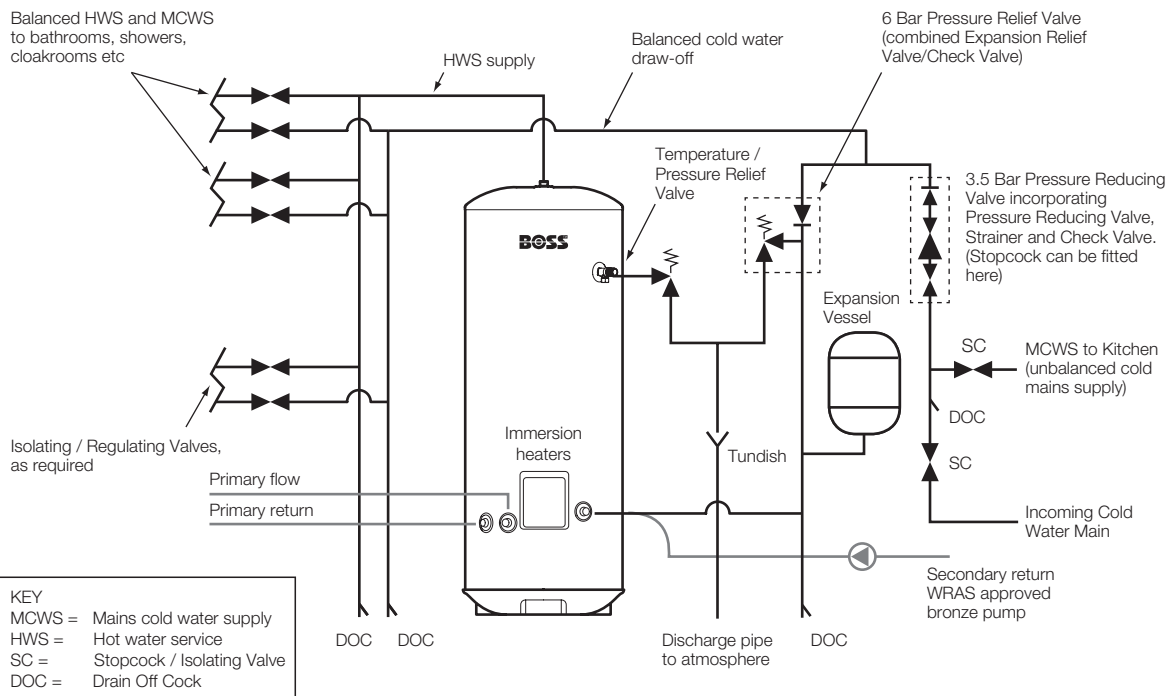 Balanced HWS and MCWS
to bathrooms, showers,
cloakrooms etc
HWS supply
Balanced cold water
draw-off
6 Bar Pressure Relief Valve
(combined Expansion Relief
Valve/Check Valve)
Temperature /
Pressure Relief
Valve
3.5 Bar Pressure Reducing
Valve incorporating
Pressure Reducing Valve,
Strainer and Check Valve.
(Stopcock can be fitted
here)
BOSS
Expansion
Vessel
SC
MCWS to Kitchen
(unbalanced cold
mains supply)
DOC
SC
Isolating / Regulating Valves,
as required
Immersion
heaters
Tundish
Primary flow
Primary return
Incoming Cold
Water Main
Secondary return
WRAS approved
bronze pump
KEY
MCWS = Mains cold water supply
HWS = Hot water service
SC = Stopcock / Isolating Valve
DOC = Drain Off Cock
DOC
DOC
Discharge pipe
to atmosphere
DOC